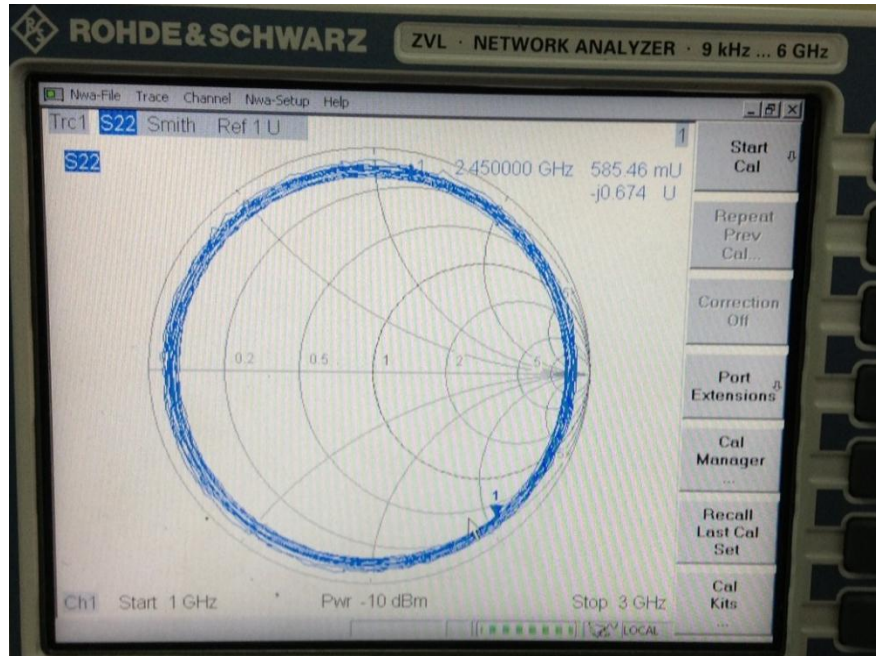 ROHDE&SCHWARZ
ZVL · NETWORK ANALYZER · 9 kHz ... 6 GHz
Nwa-File Trace Channel Nwa-Setup Help
Trc1 S22 Smith Ref 1 U
1
S22
1 2.450000 GHz 585.46 mU
-j0.674 U
0.2 0.5 1 2 5
1
Ch1 Start 1 GHz Pwr -10 dBm Stop 3 GHz
LOCAL
Start
Cal
Repeat
Prev
Cal...
Correction
Off
Port
Extensions
Cal
Manager
...
Recall
Last Cal
Set
Cal
Kits
...